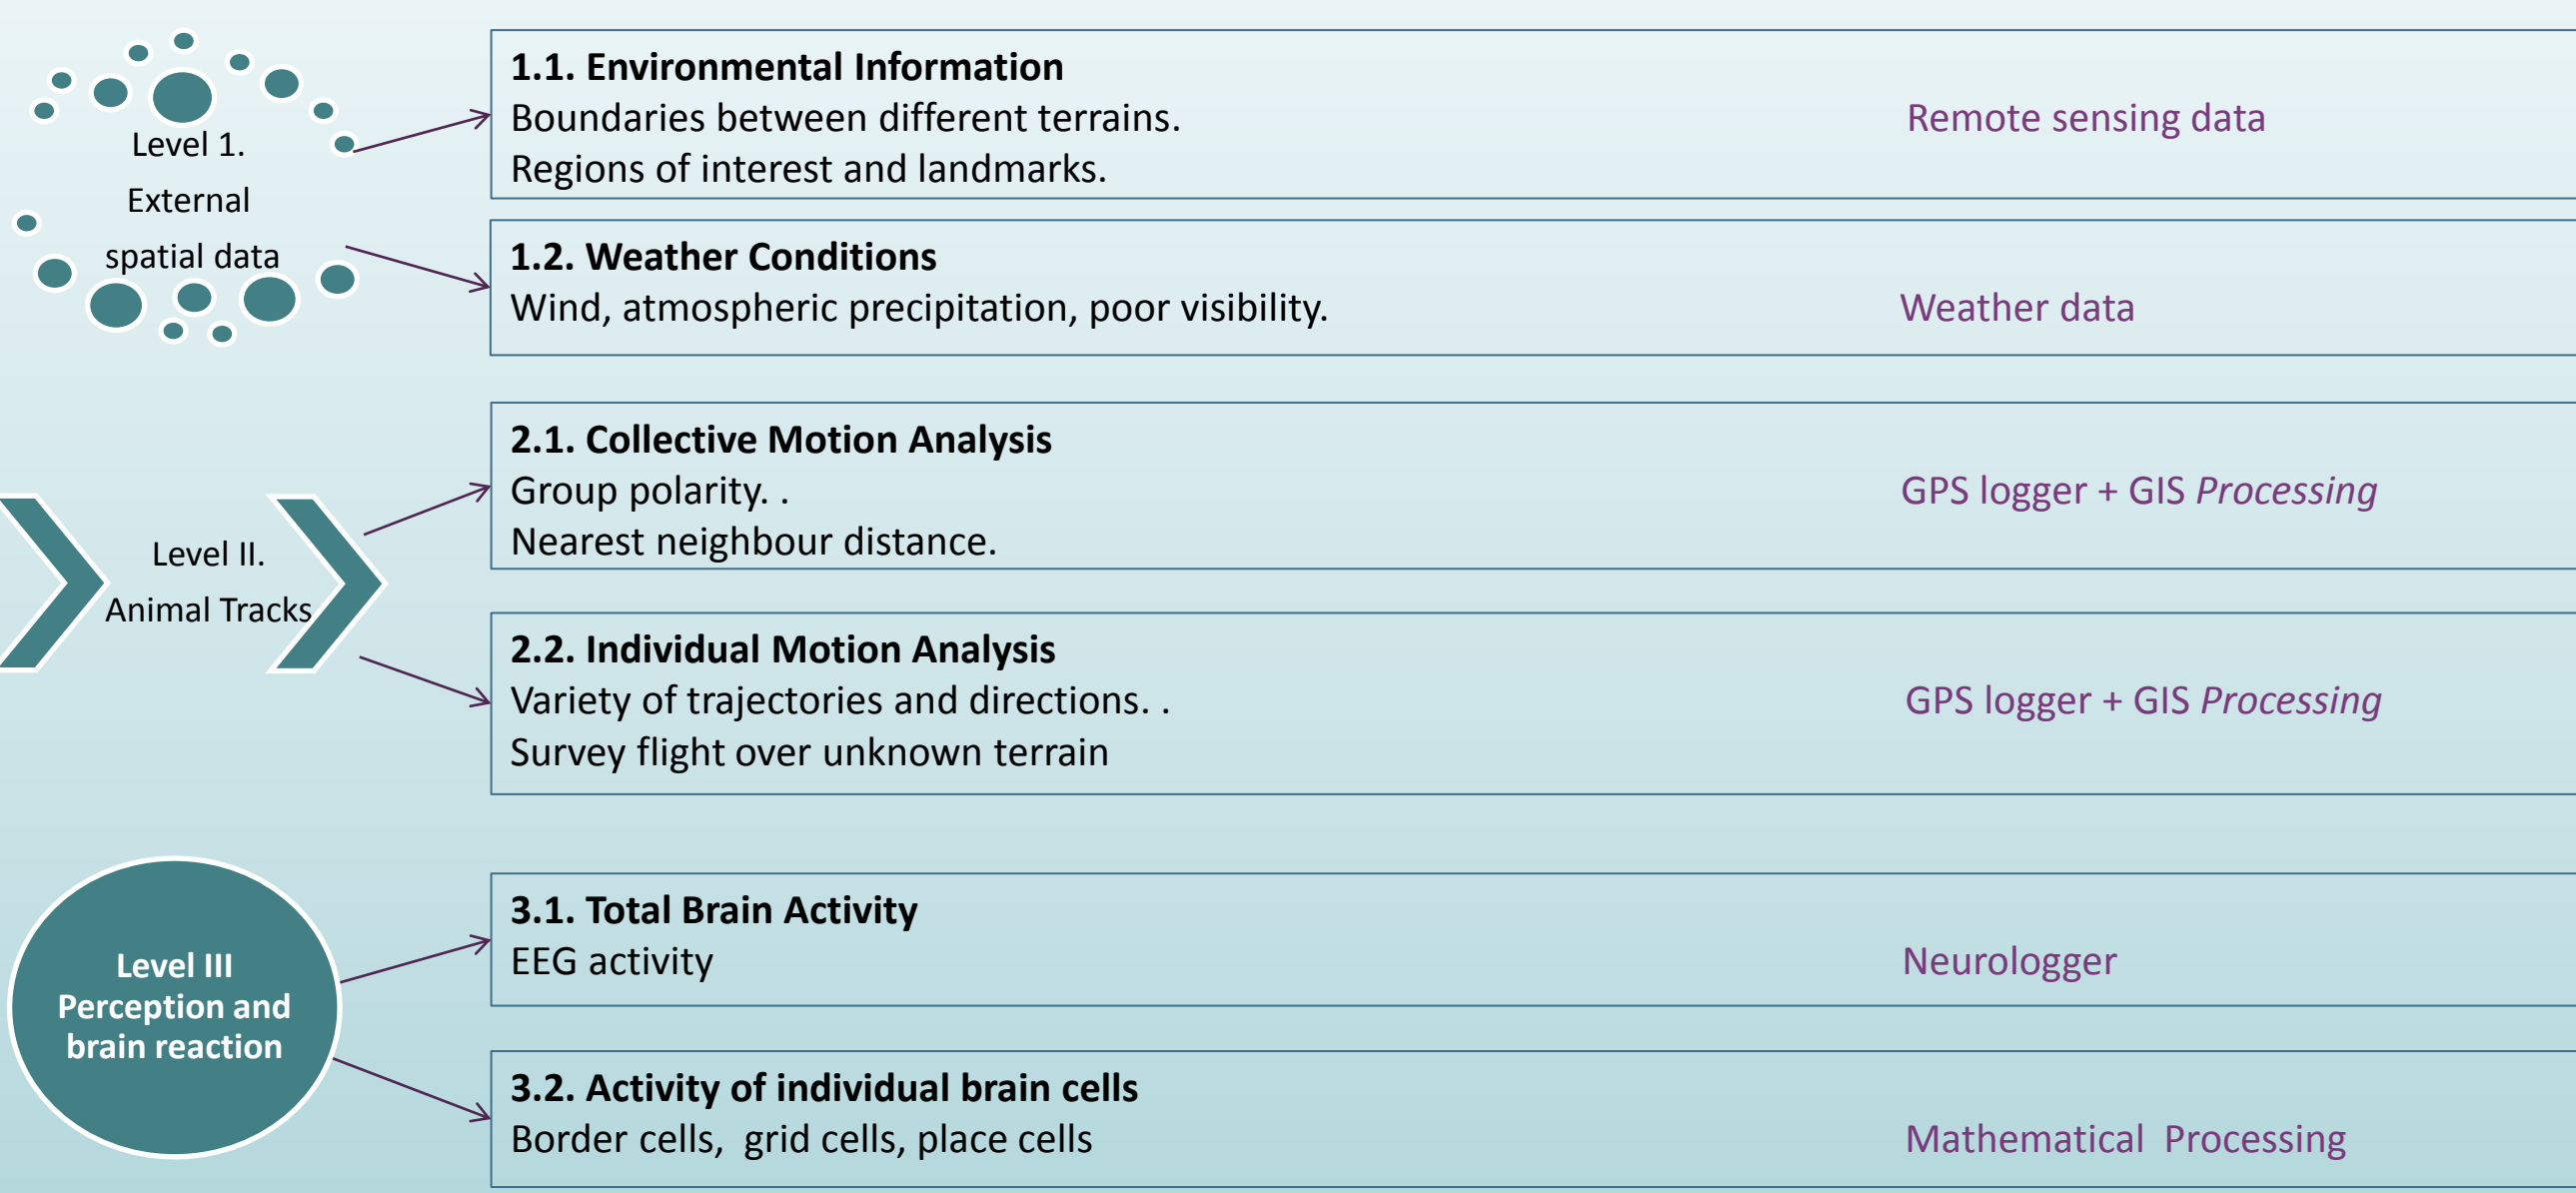 Level 1.
External
spatial data
1.1. Environmental Information
Boundaries between different terrains. Remote sensing data
Regions of interest and landmarks.
1.2. Weather Conditions
Wind, atmospheric precipitation, poor visibility. Weather data
Level II.
Animal Tracks
2.1. Collective Motion Analysis
Group polarity. . GPS logger + GIS Processing
Nearest neighbour distance.
2.2. Individual Motion Analysis
Variety of trajectories and directions. . GPS logger + GIS Processing
Survey flight over unknown terrain
Level III
Perception and
brain reaction
3.1. Total Brain Activity
EEG activity Neurologger
3.2. Activity of individual brain cells
Border cells,  grid cells, place cells Mathematical  Processing